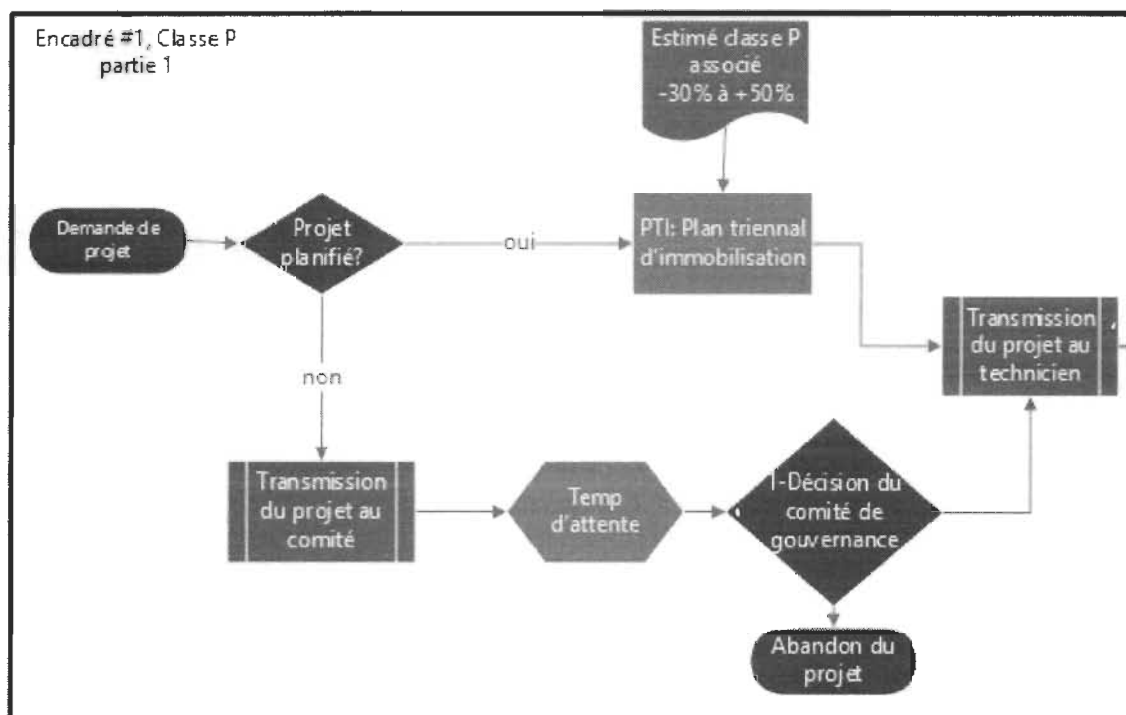 Encadré #1, Classe P
partie 1
Estimé classe P
associé
-30% à +50%
Demande de
projet
Projet
planifié?
oui
PTI: Plan triennal
d'immobilisation
Transmission
du projet au
technicien
non
Transmission
du projet au
comité
Temp
d'attente
1-Décision du
comité de
gouvernance
Abandon du
projet